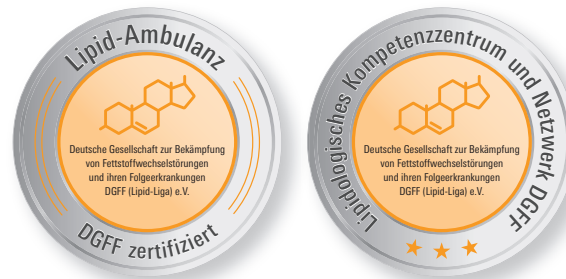 Lipid-Ambulanz
Deutsche Gesellschaft zur Bekämpfung
von Fettstoffwechselstörungen
und ihren Folgeerkrankungen
DGFF (Lipid-Liga) e.V.
DGFF zertifiziert
Lipidologisches Kompetenzzentrum und Netzwerk DGFF
Deutsche Gesellschaft zur Bekämpfung
von Fettstoffwechselstörungen
und ihren Folgeerkrankungen
DGFF (Lipid-Liga) e.V.